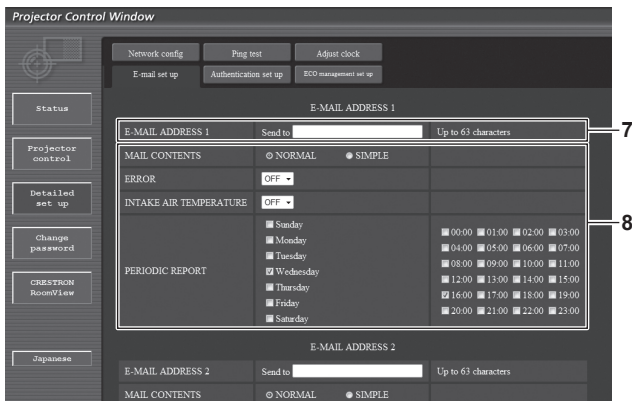 Projector Control Window
Network config Ping test Adjust clock
E-mail set up Authentication set up ECO management set up
Status
Projector control
Detailed set up
Change password
CRESTRON RoomView
Japanese
E-MAIL ADDRESS 1
E-MAIL ADDRESS 1 Send to Up to 63 characters 7
MAIL CONTENTS NORMAL SIMPLE
ERROR OFF
INTAKE AIR TEMPERATURE OFF
8
PERIODIC REPORT
Sunday
Monday
Tuesday
Wednesday
Thursday
Friday
Saturday
00:00 01:00 02:00 03:00
04:00 05:00 06:00 07:00
08:00 09:00 10:00 11:00
12:00 13:00 14:00 15:00
16:00 17:00 18:00 19:00
20:00 21:00 22:00 23:00
E-MAIL ADDRESS 2
E-MAIL ADDRESS 2 Send to Up to 63 characters
MAIL CONTENTS NORMAL SIMPLE